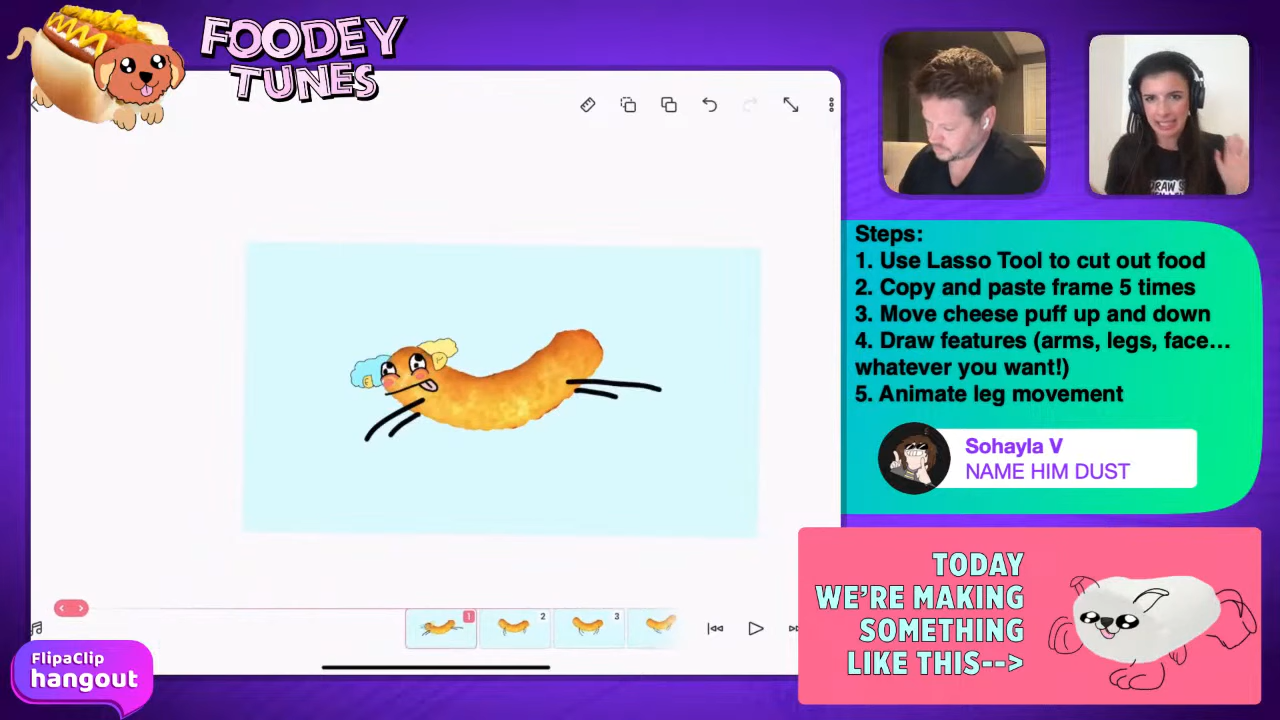 FOODEY
TUNES
Steps:
1. Use Lasso Tool to cut out food
2. Copy and paste frame 5 times
3. Move cheese puff up and down
4. Draw features (arms, legs, face...
whatever you want!)
5. Animate leg movement
Sohayla V
NAME HIM DUST
1
2
3
TODAY
WE'RE MAKING
SOMETHING
LIKE THIS-->
FlipaClip
hangout